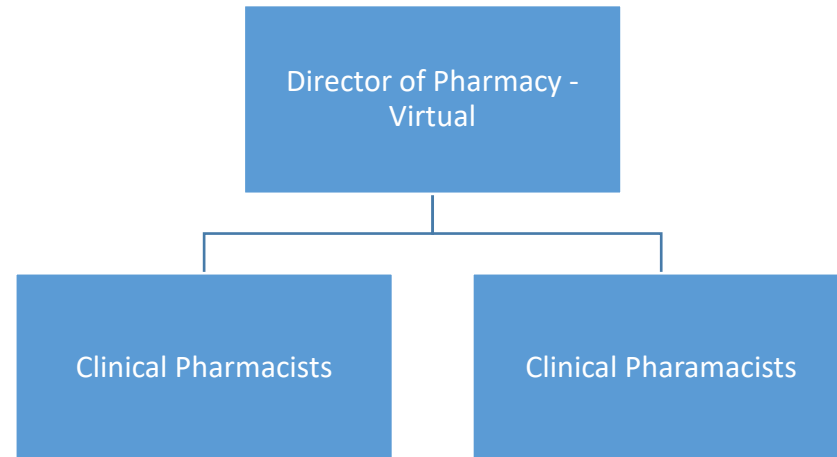 Director of Pharmacy -
Virtual
Clinical Pharmacists
Clinical Pharamacists